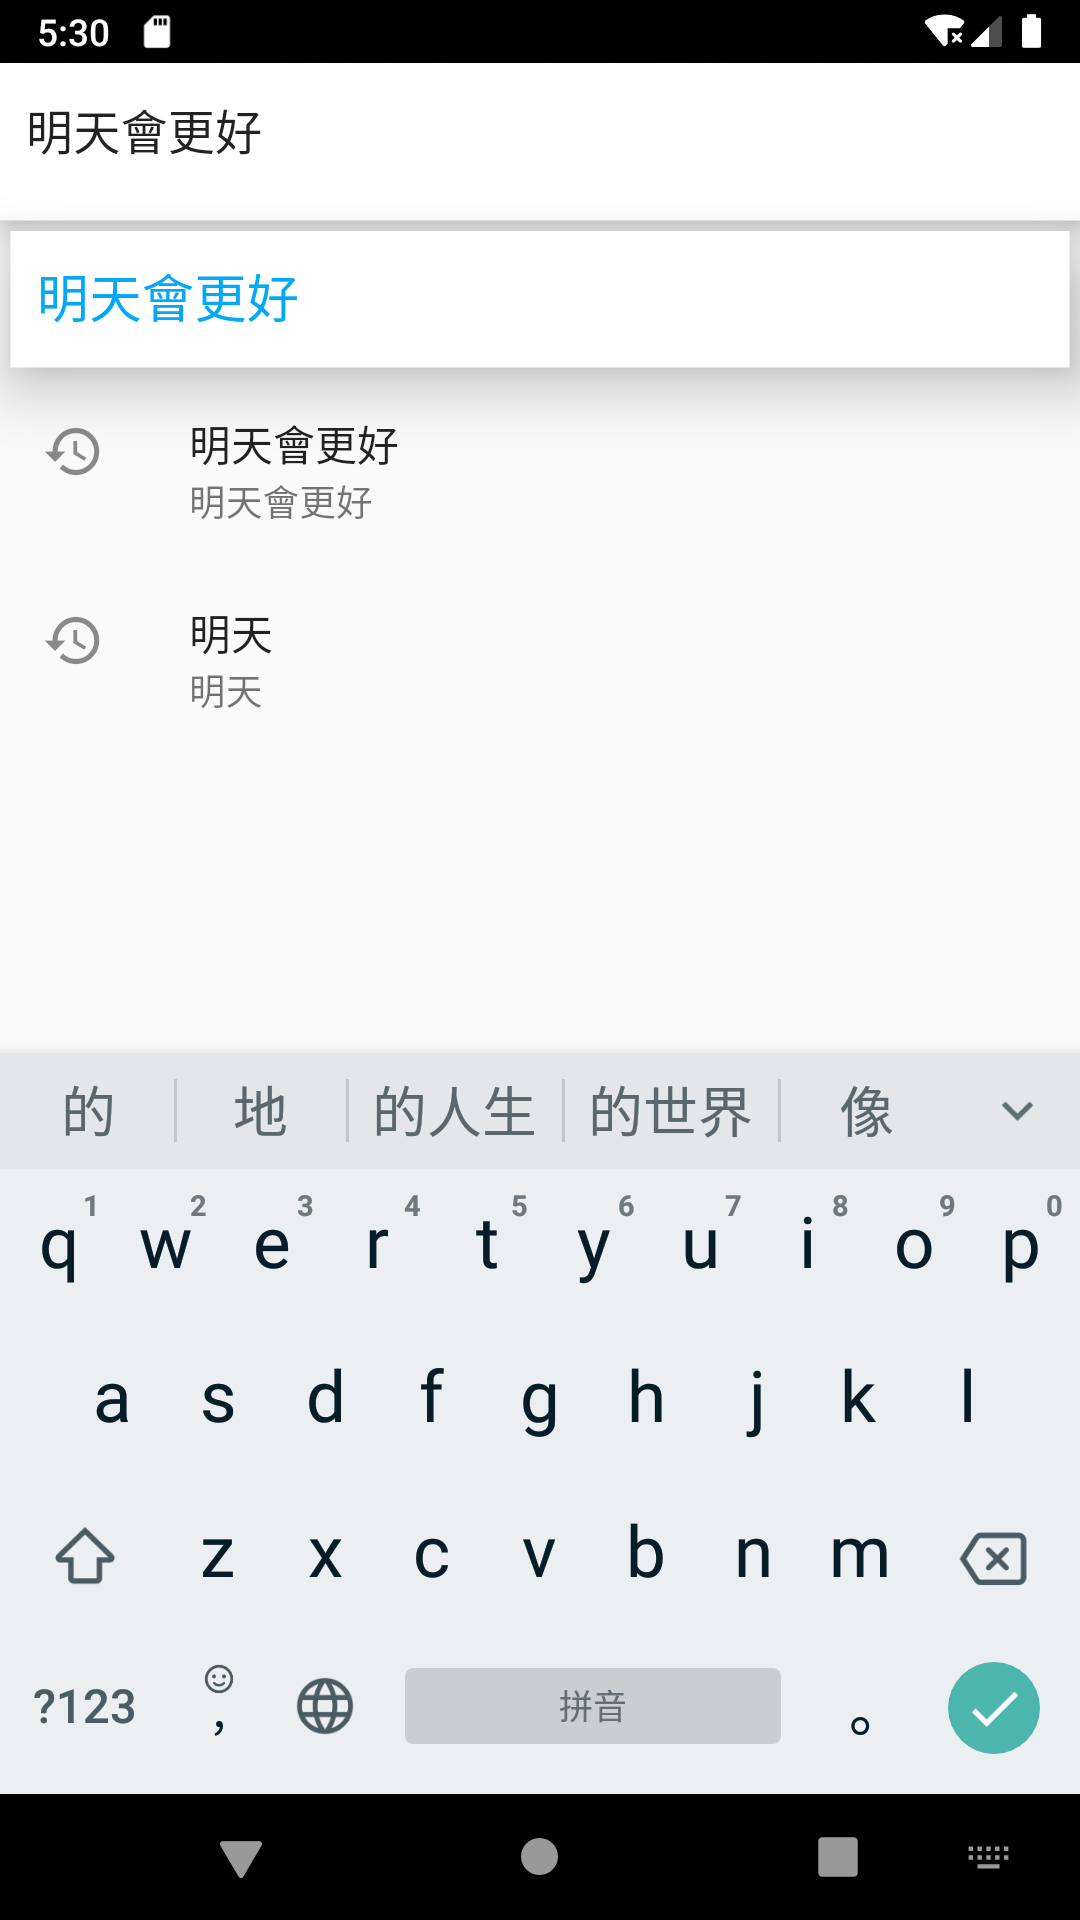 5:30
明天會更好
明天會更好
明天會更好
明天會更好
明天
明天
的 地 的人生 的世界 像
1 2 3 4 5 6 7 8 9 0
q w e r t y u i o p
a s d f g h j k l
z x c v b n m
?123 ， 拼音 。